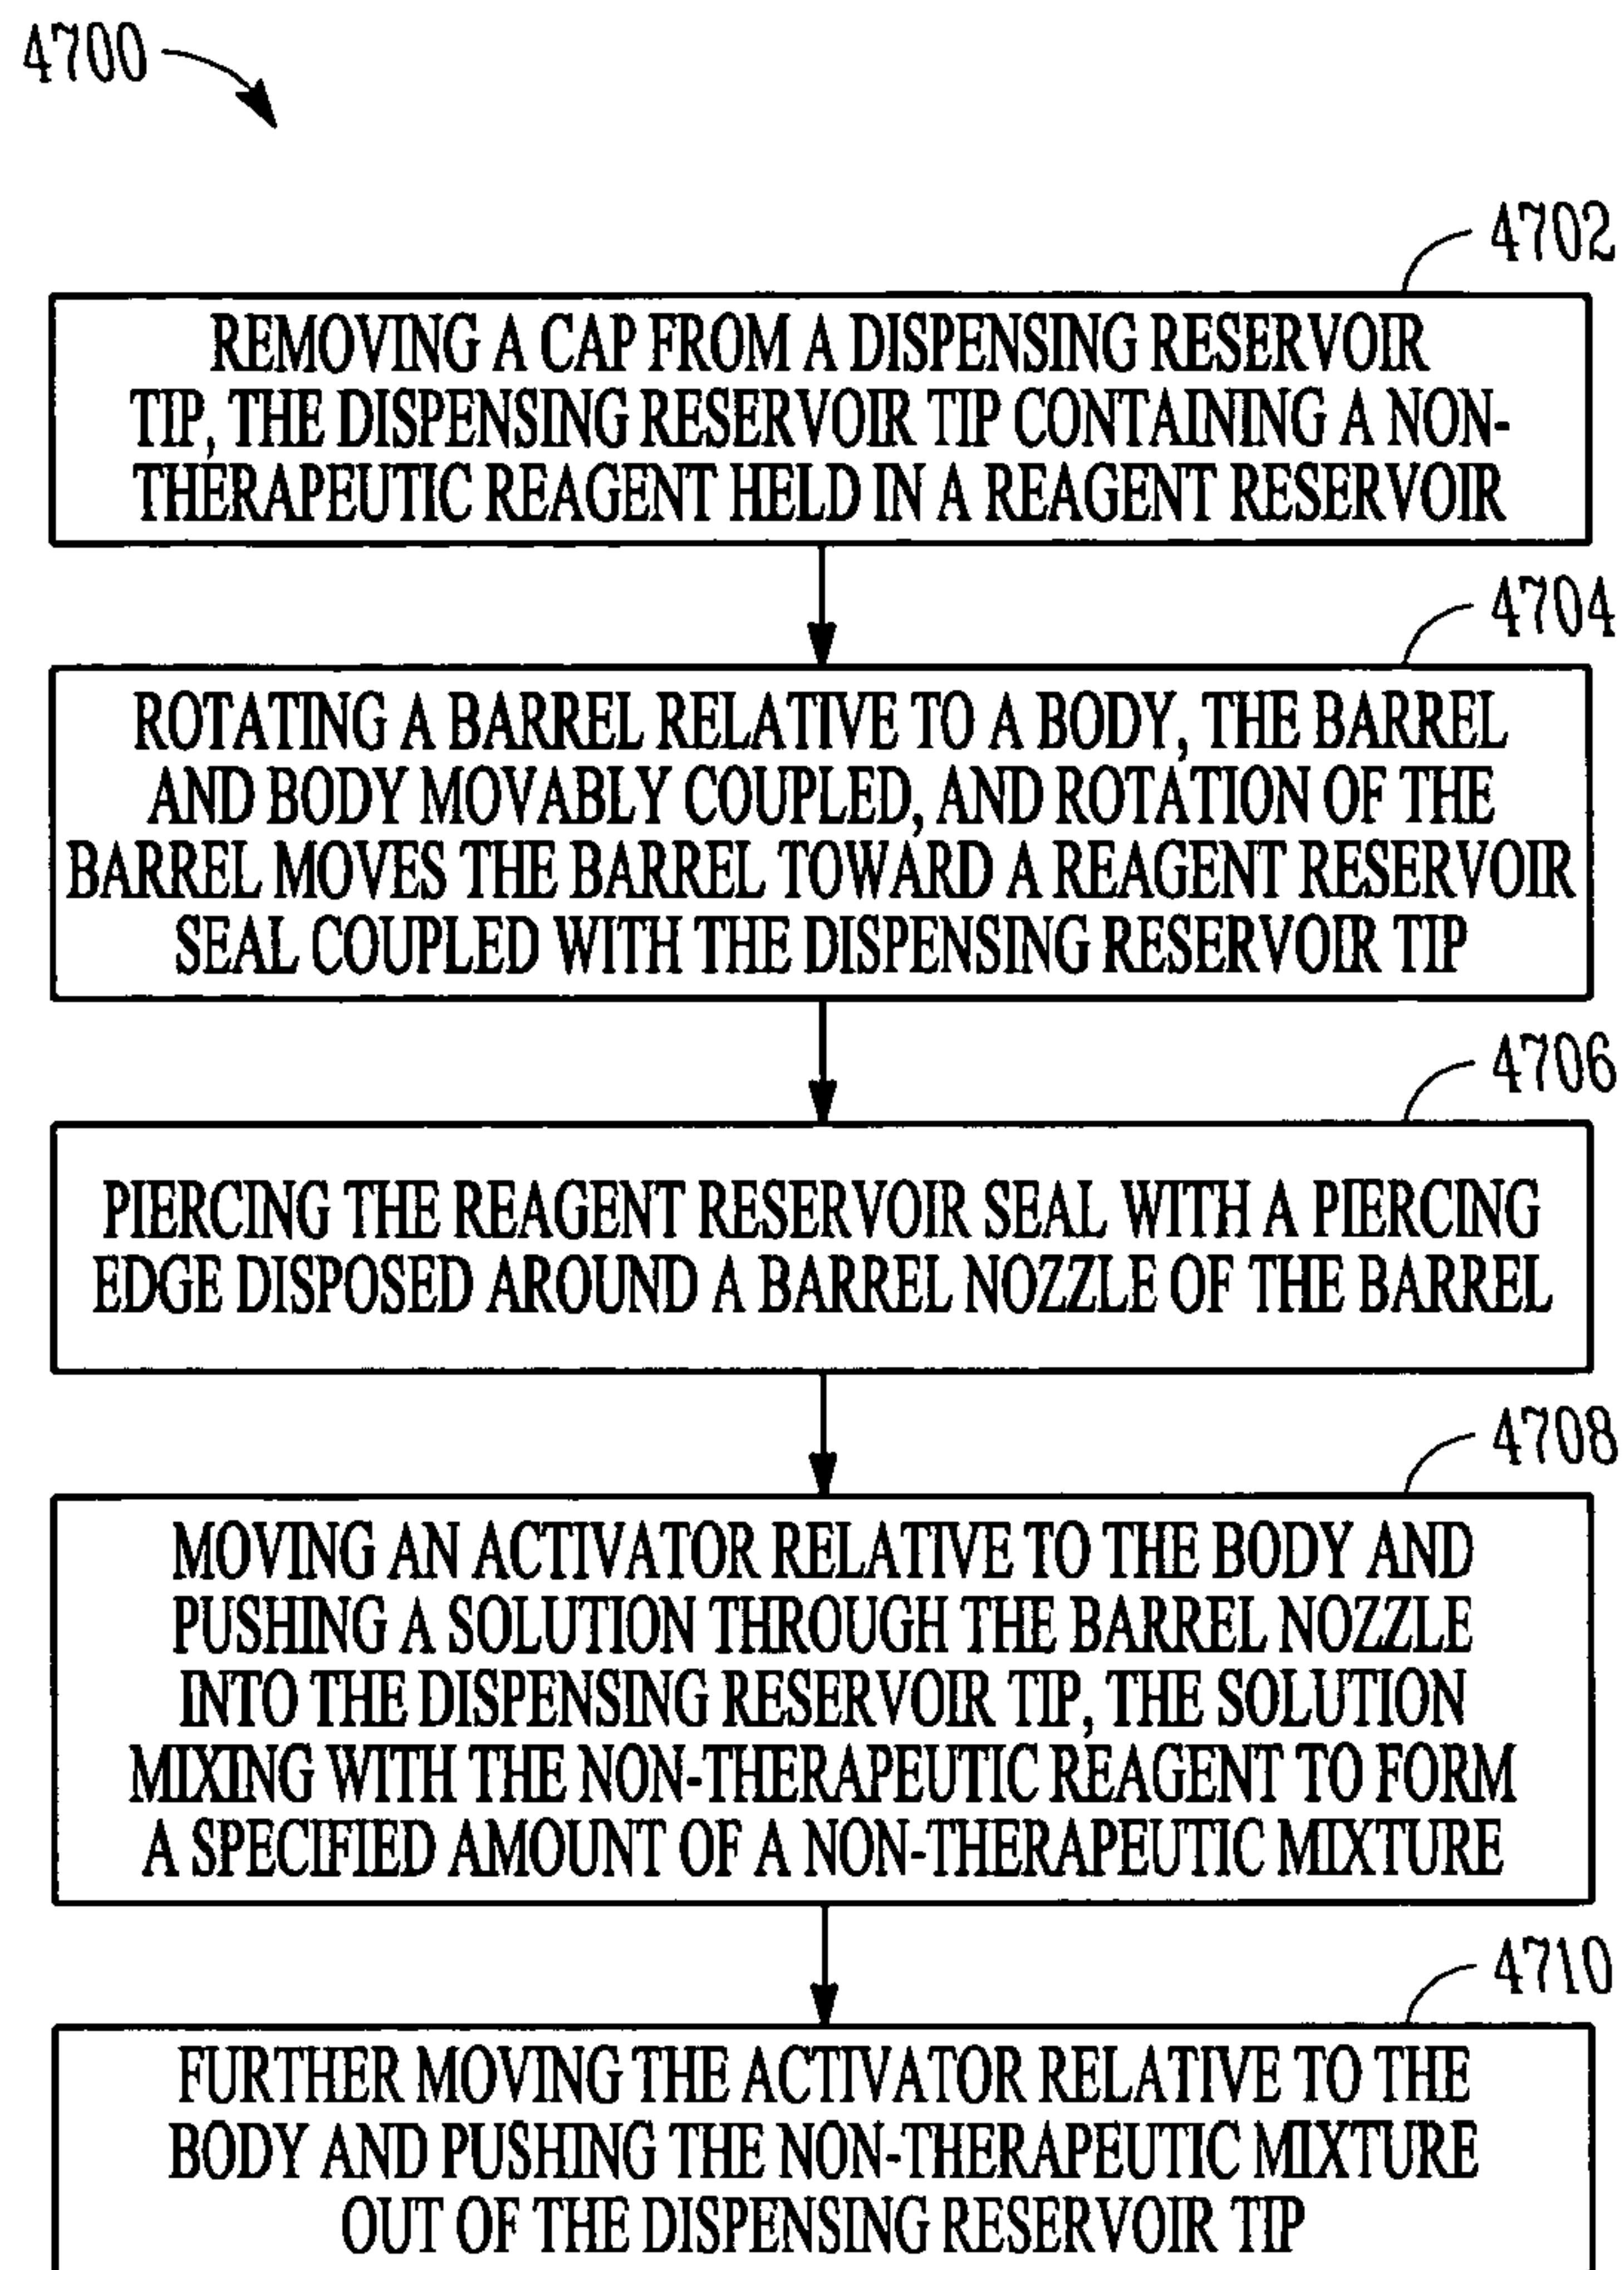 4700
4702
REMOVING A CAP FROM A DISPENSING RESERVOIR
TIP, THE DISPENSING RESERVOIR TIP CONTAINING A NON-
THERAPEUTIC REAGENT HELD IN A REAGENT RESERVOIR
4704
ROTATING A BARREL RELATIVE TO A BODY, THE BARREL
AND BODY MOVABLY COUPLED, AND ROTATION OF THE
BARREL MOVES THE BARREL TOWARD A REAGENT RESERVOIR
SEAL COUPLED WITH THE DISPENSING RESERVOIR TIP
4706
PIERCING THE REAGENT RESERVOIR SEAL WITH A PIERCING
EDGE DISPOSED AROUND A BARREL NOZZLE OF THE BARREL
4708
MOVING AN ACTIVATOR RELATIVE TO THE BODY AND
PUSHING A SOLUTION THROUGH THE BARREL NOZZLE
INTO THE DISPENSING RESERVOIR TIP, THE SOLUTION
MIXING WITH THE NON-THERAPEUTIC REAGENT TO FORM
A SPECIFIED AMOUNT OF A NON-THERAPEUTIC MIXTURE
4710
FURTHER MOVING THE ACTIVATOR RELATIVE TO THE
BODY AND PUSHING THE NON-THERAPEUTIC MIXTURE
OUT OF THE DISPENSING RESERVOIR TIP